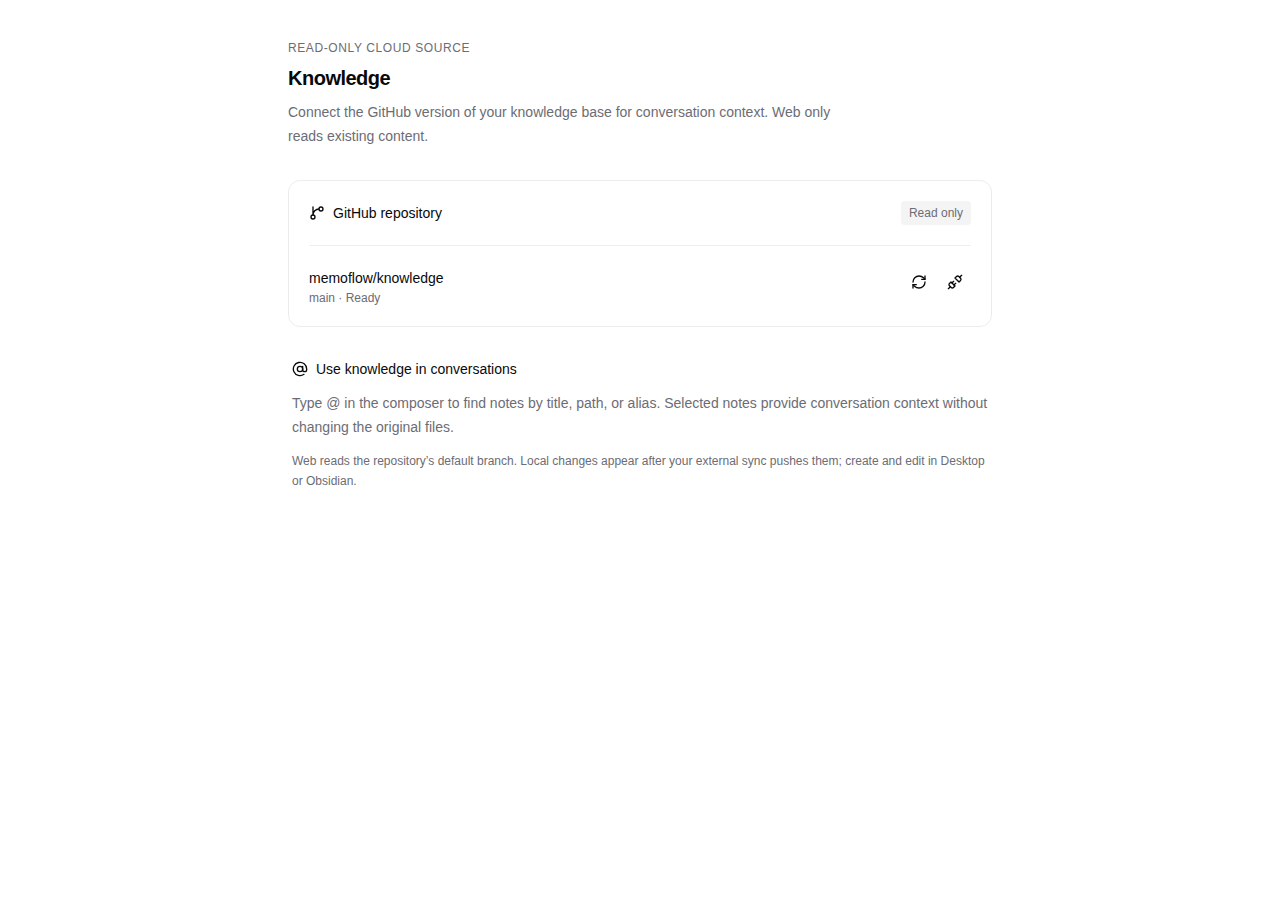 READ-ONLY CLOUD SOURCE
Knowledge
Connect the GitHub version of your knowledge base for conversation context. Web only
reads existing content.
GitHub repository
Read only
memoflow/knowledge
main · Ready
Use knowledge in conversations
Type @ in the composer to find notes by title, path, or alias. Selected notes provide conversation context without
changing the original files.
Web reads the repository’s default branch. Local changes appear after your external sync pushes them; create and edit in Desktop
or Obsidian.